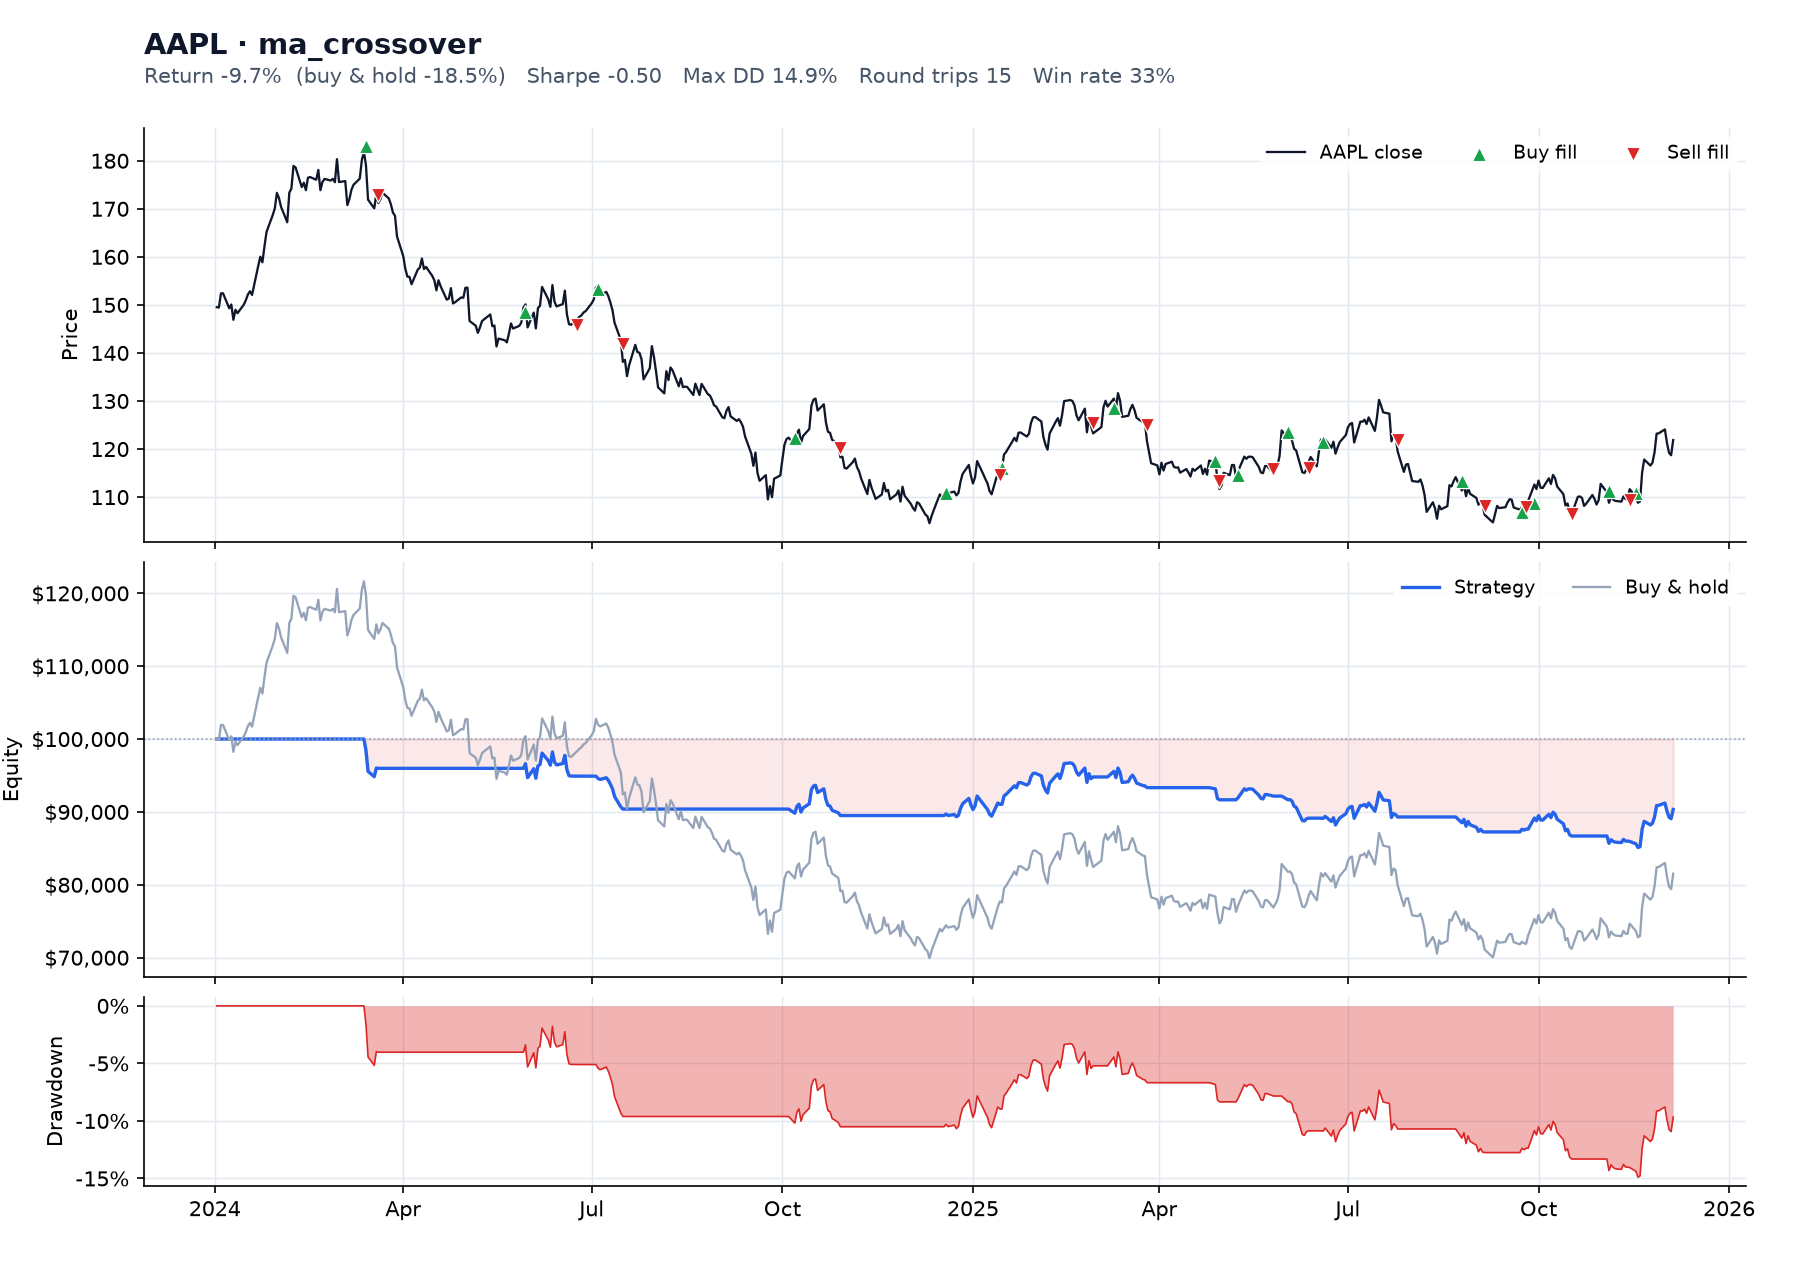 AAPL · ma_crossover
Return -9.7%  (buy & hold -18.5%)   Sharpe -0.50   Max DD 14.9%   Round trips 15   Win rate 33%
AAPL close   Buy fill   Sell fill
Price
180
170
160
150
140
130
120
110
Strategy   Buy & hold
Equity
$120,000
$110,000
$100,000
$90,000
$80,000
$70,000
Drawdown
0%
-5%
-10%
-15%
2024   Apr   Jul   Oct   2025   Apr   Jul   Oct   2026